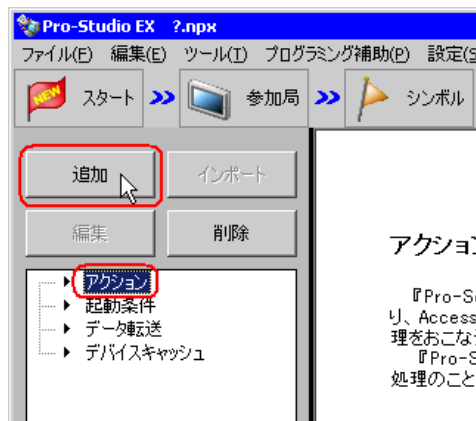 Pro-Studio EX ?.npx
ファイル(F) 編集(E) ツール(T) プログラミング補助(P) 設定(S
NEW スタート >> 参加局 >> シンボル
追加 インポート
編集 削除
アクション
起動条件
データ転送
デバイスキャッシュ
アクション
『Pro-S
り、Access
理をおこな
『Pro-S
処理のこと